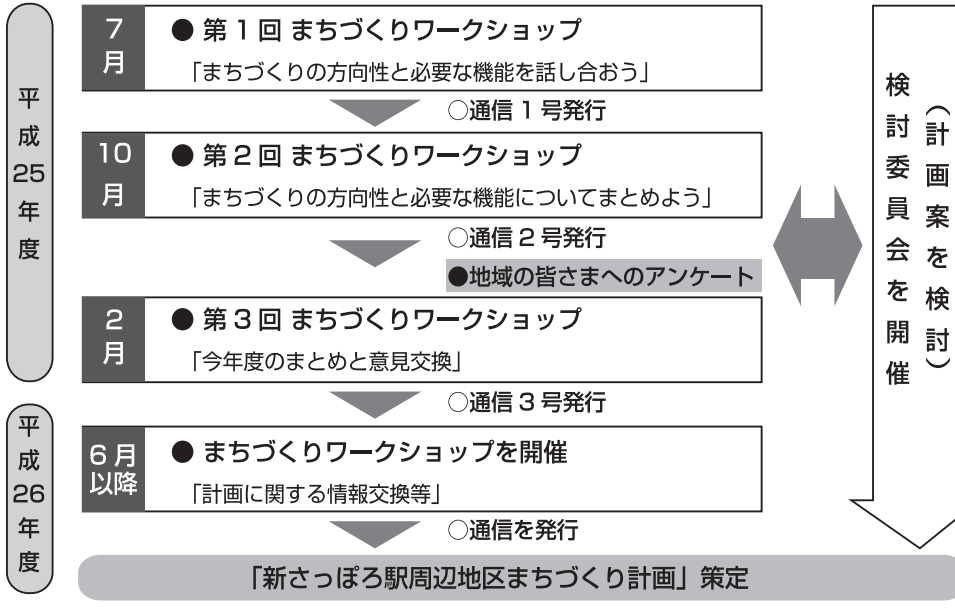 平成25年度
7月
● 第1回 まちづくりワークショップ
「まちづくりの方向性と必要な機能を話し合おう」
○通信1号発行
10月
● 第2回 まちづくりワークショップ
「まちづくりの方向性と必要な機能についてまとめよう」
○通信2号発行
●地域の皆さまへのアンケート
2月
● 第3回 まちづくりワークショップ
「今年度のまとめと意見交換」
○通信3号発行
平成26年度
6月
以降
● まちづくりワークショップを開催
「計画に関する情報交換等」
○通信を発行
検討委員会を開催
（計画案を検討）
「新さっぽろ駅周辺地区まちづくり計画」策定